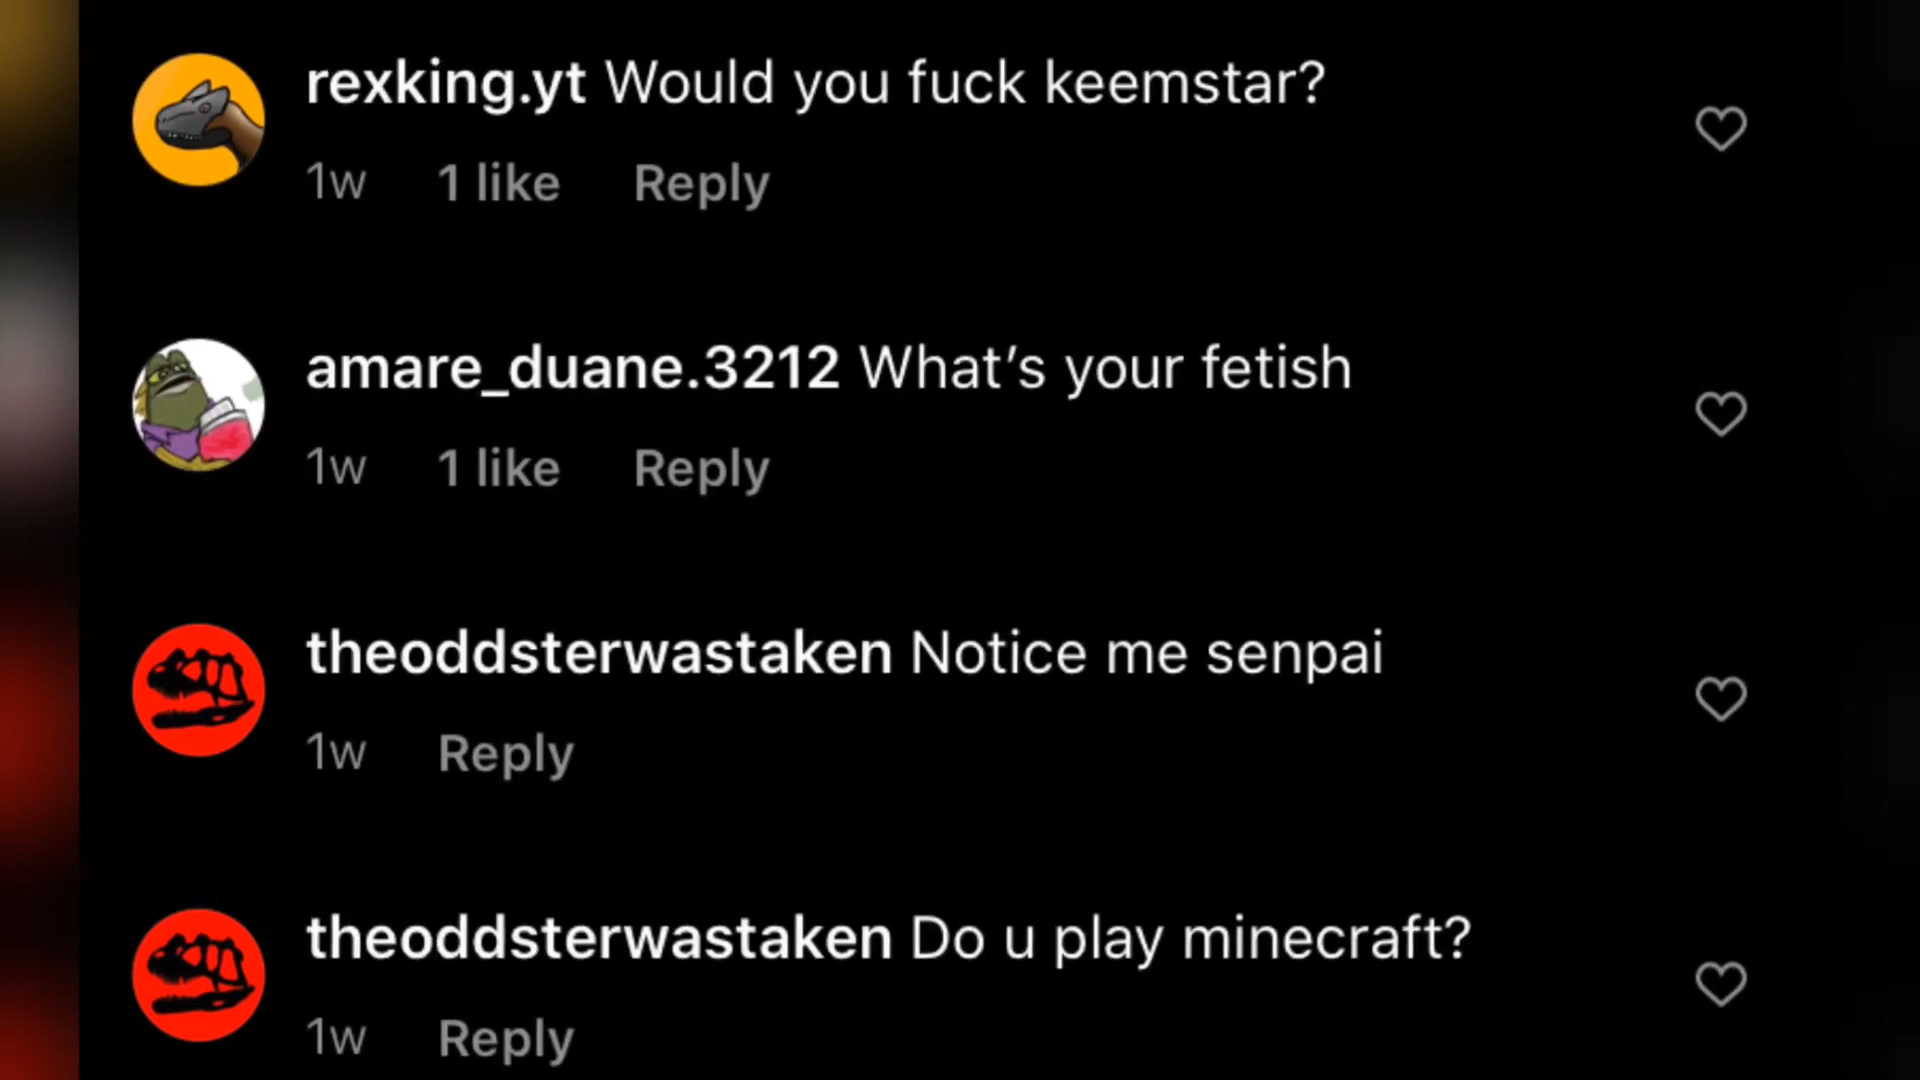 rexking.yt Would you fuck keemstar?
1w 1 like Reply
amare_duane.3212 What's your fetish
1w 1 like Reply
theoddsterwastaken Notice me senpai
1w Reply
theoddsterwastaken Do u play minecraft?
1w Reply